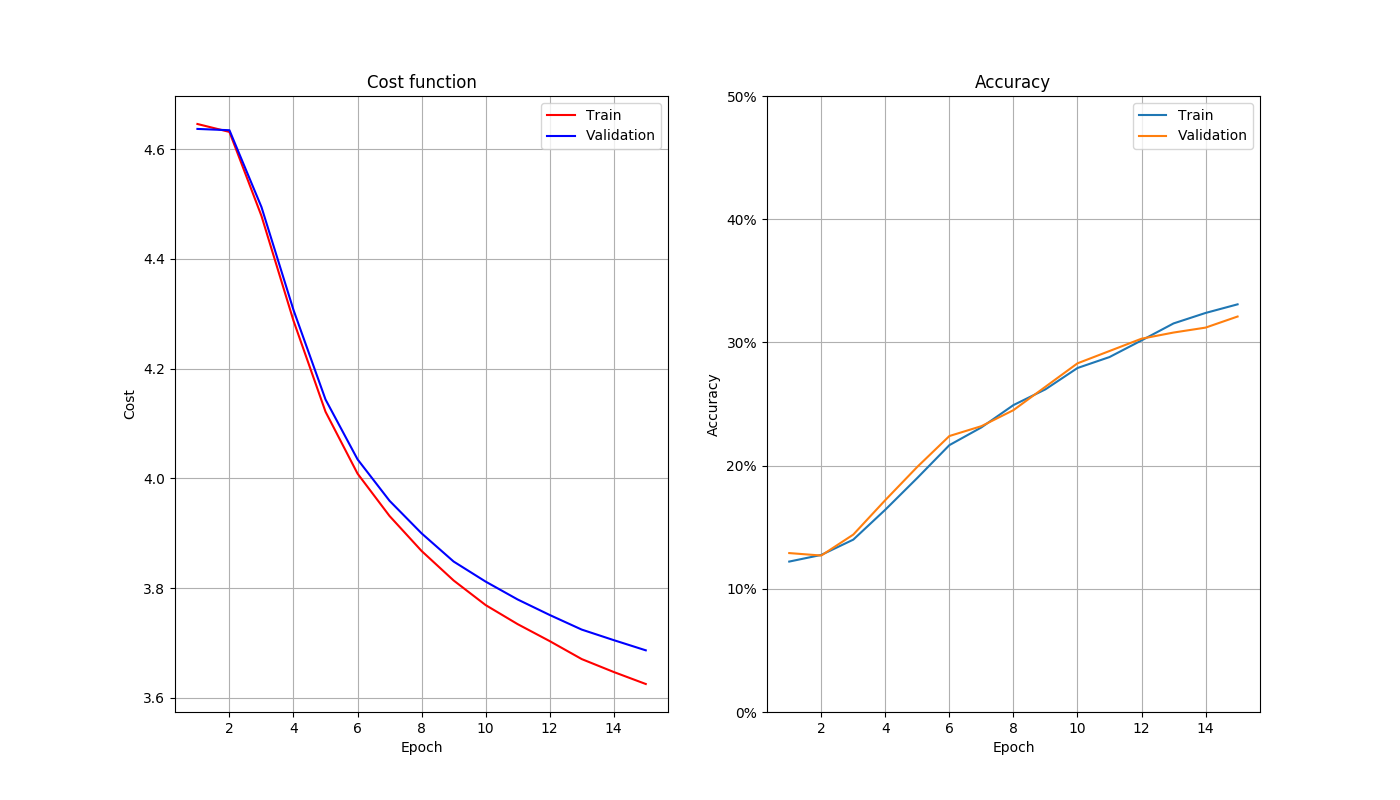 Cost function
Train
Validation
4.6
4.4
4.2
4.0
3.8
3.6
Cost
2 4 6 8 10 12 14
Epoch
Accuracy
Train
Validation
50%
40%
30%
20%
10%
0%
Accuracy
2 4 6 8 10 12 14
Epoch